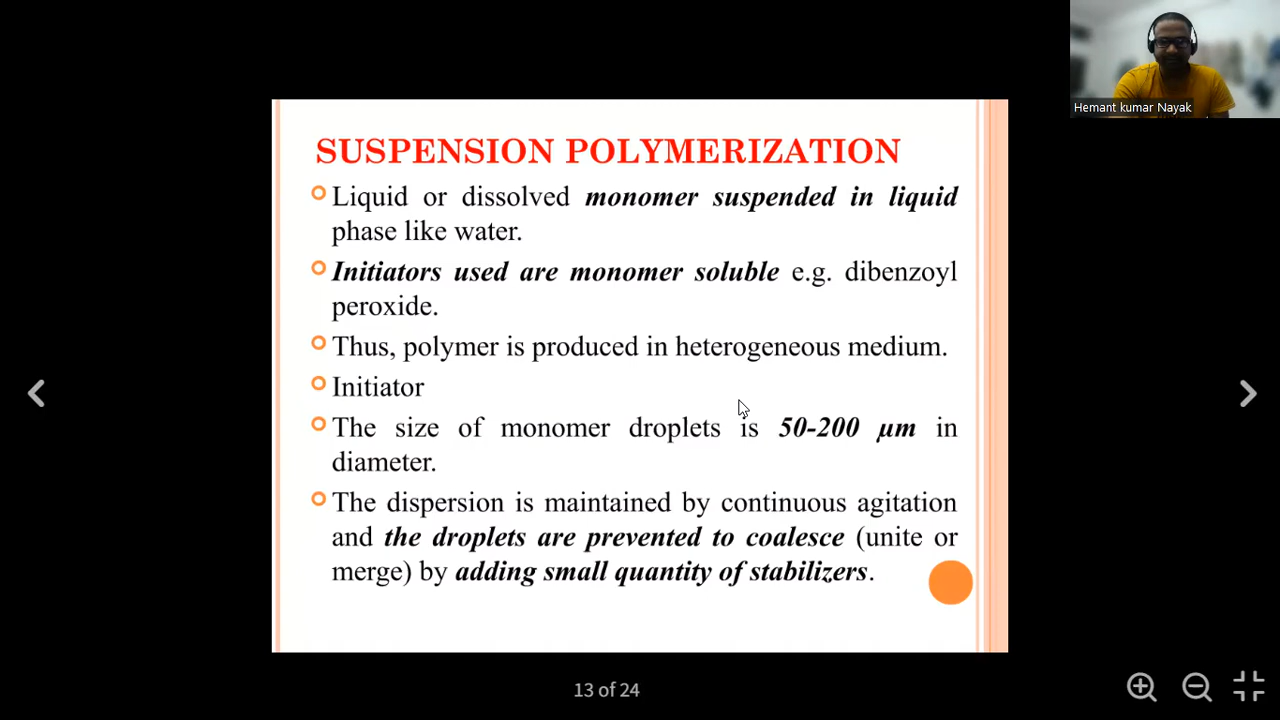 Hemant kumar Nayak
SUSPENSION POLYMERIZATION
Liquid or dissolved monomer suspended in liquid
phase like water.
Initiators used are monomer soluble e.g. dibenzoyl
peroxide.
Thus, polymer is produced in heterogeneous medium.
Initiator
The size of monomer droplets is 50-200 µm in
diameter.
The dispersion is maintained by continuous agitation
and the droplets are prevented to coalesce (unite or
merge) by adding small quantity of stabilizers.
13 of 24